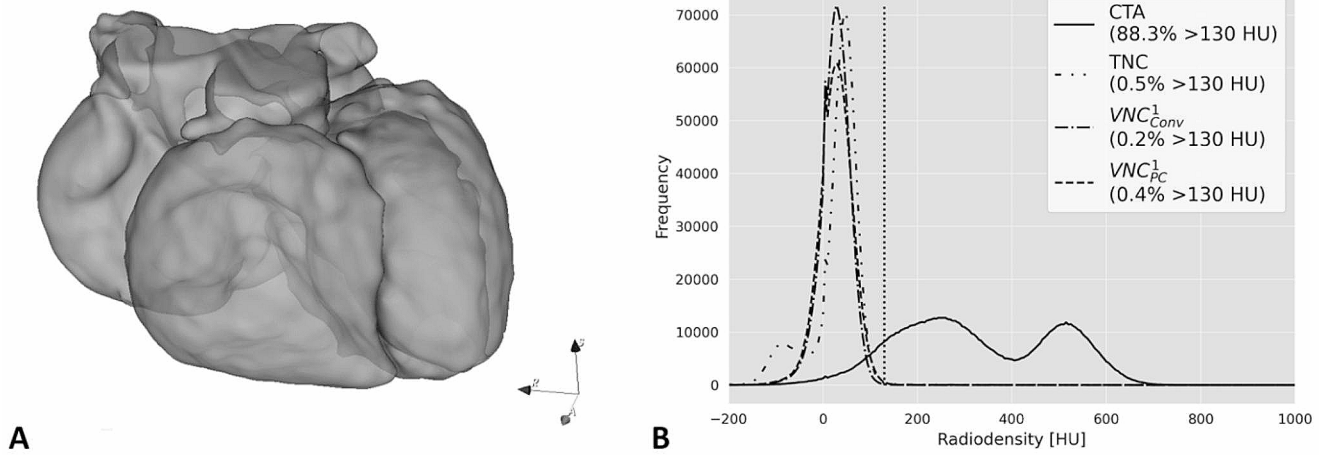 A
S
R
A
B
Frequency
70000
60000
50000
40000
30000
20000
10000
0
−200
0
200
400
600
800
1000
Radiodensity [HU]
CTA
(88.3% >130 HU)
TNC
(0.5% >130 HU)
VNC¹Conv
(0.2% >130 HU)
VNC¹PC
(0.4% >130 HU)